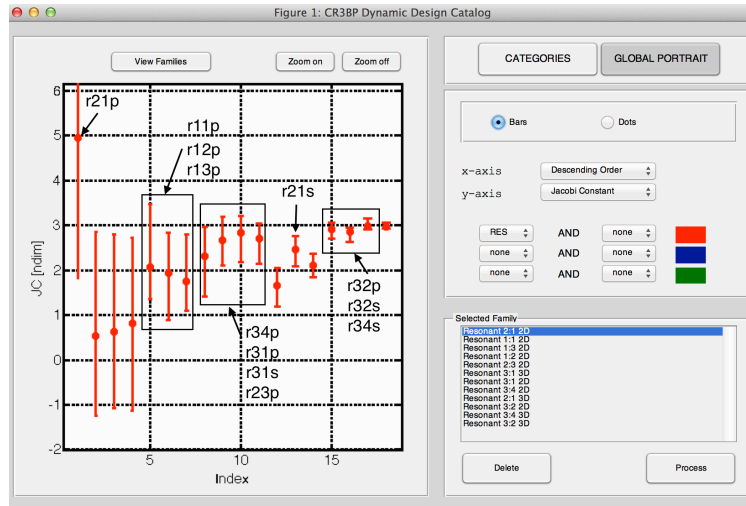 Figure 1: CR3BP Dynamic Design Catalog
View Families
Zoom on
Zoom off
r21p
r11p
r12p
r13p
r21s
r34p
r31p
r31s
r23p
r32p
r32s
r34s
6
5
4
3
2
1
0
-1
-2
5
10
15
JC [ndim]
Index
CATEGORIES
GLOBAL PORTRAIT
Bars
Dots
x-axis
Descending Order
y-axis
Jacobi Constant
RES AND none
none AND none
none AND none
Selected Family
Resonant 2:1 2D
Resonant 1:1 2D
Resonant 1:3 2D
Resonant 1:2 2D
Resonant 2:3 2D
Resonant 3:1 3D
Resonant 3:1 2D
Resonant 3:4 2D
Resonant 2:1 3D
Resonant 3:2 2D
Resonant 3:4 3D
Resonant 3:2 3D
Delete
Process